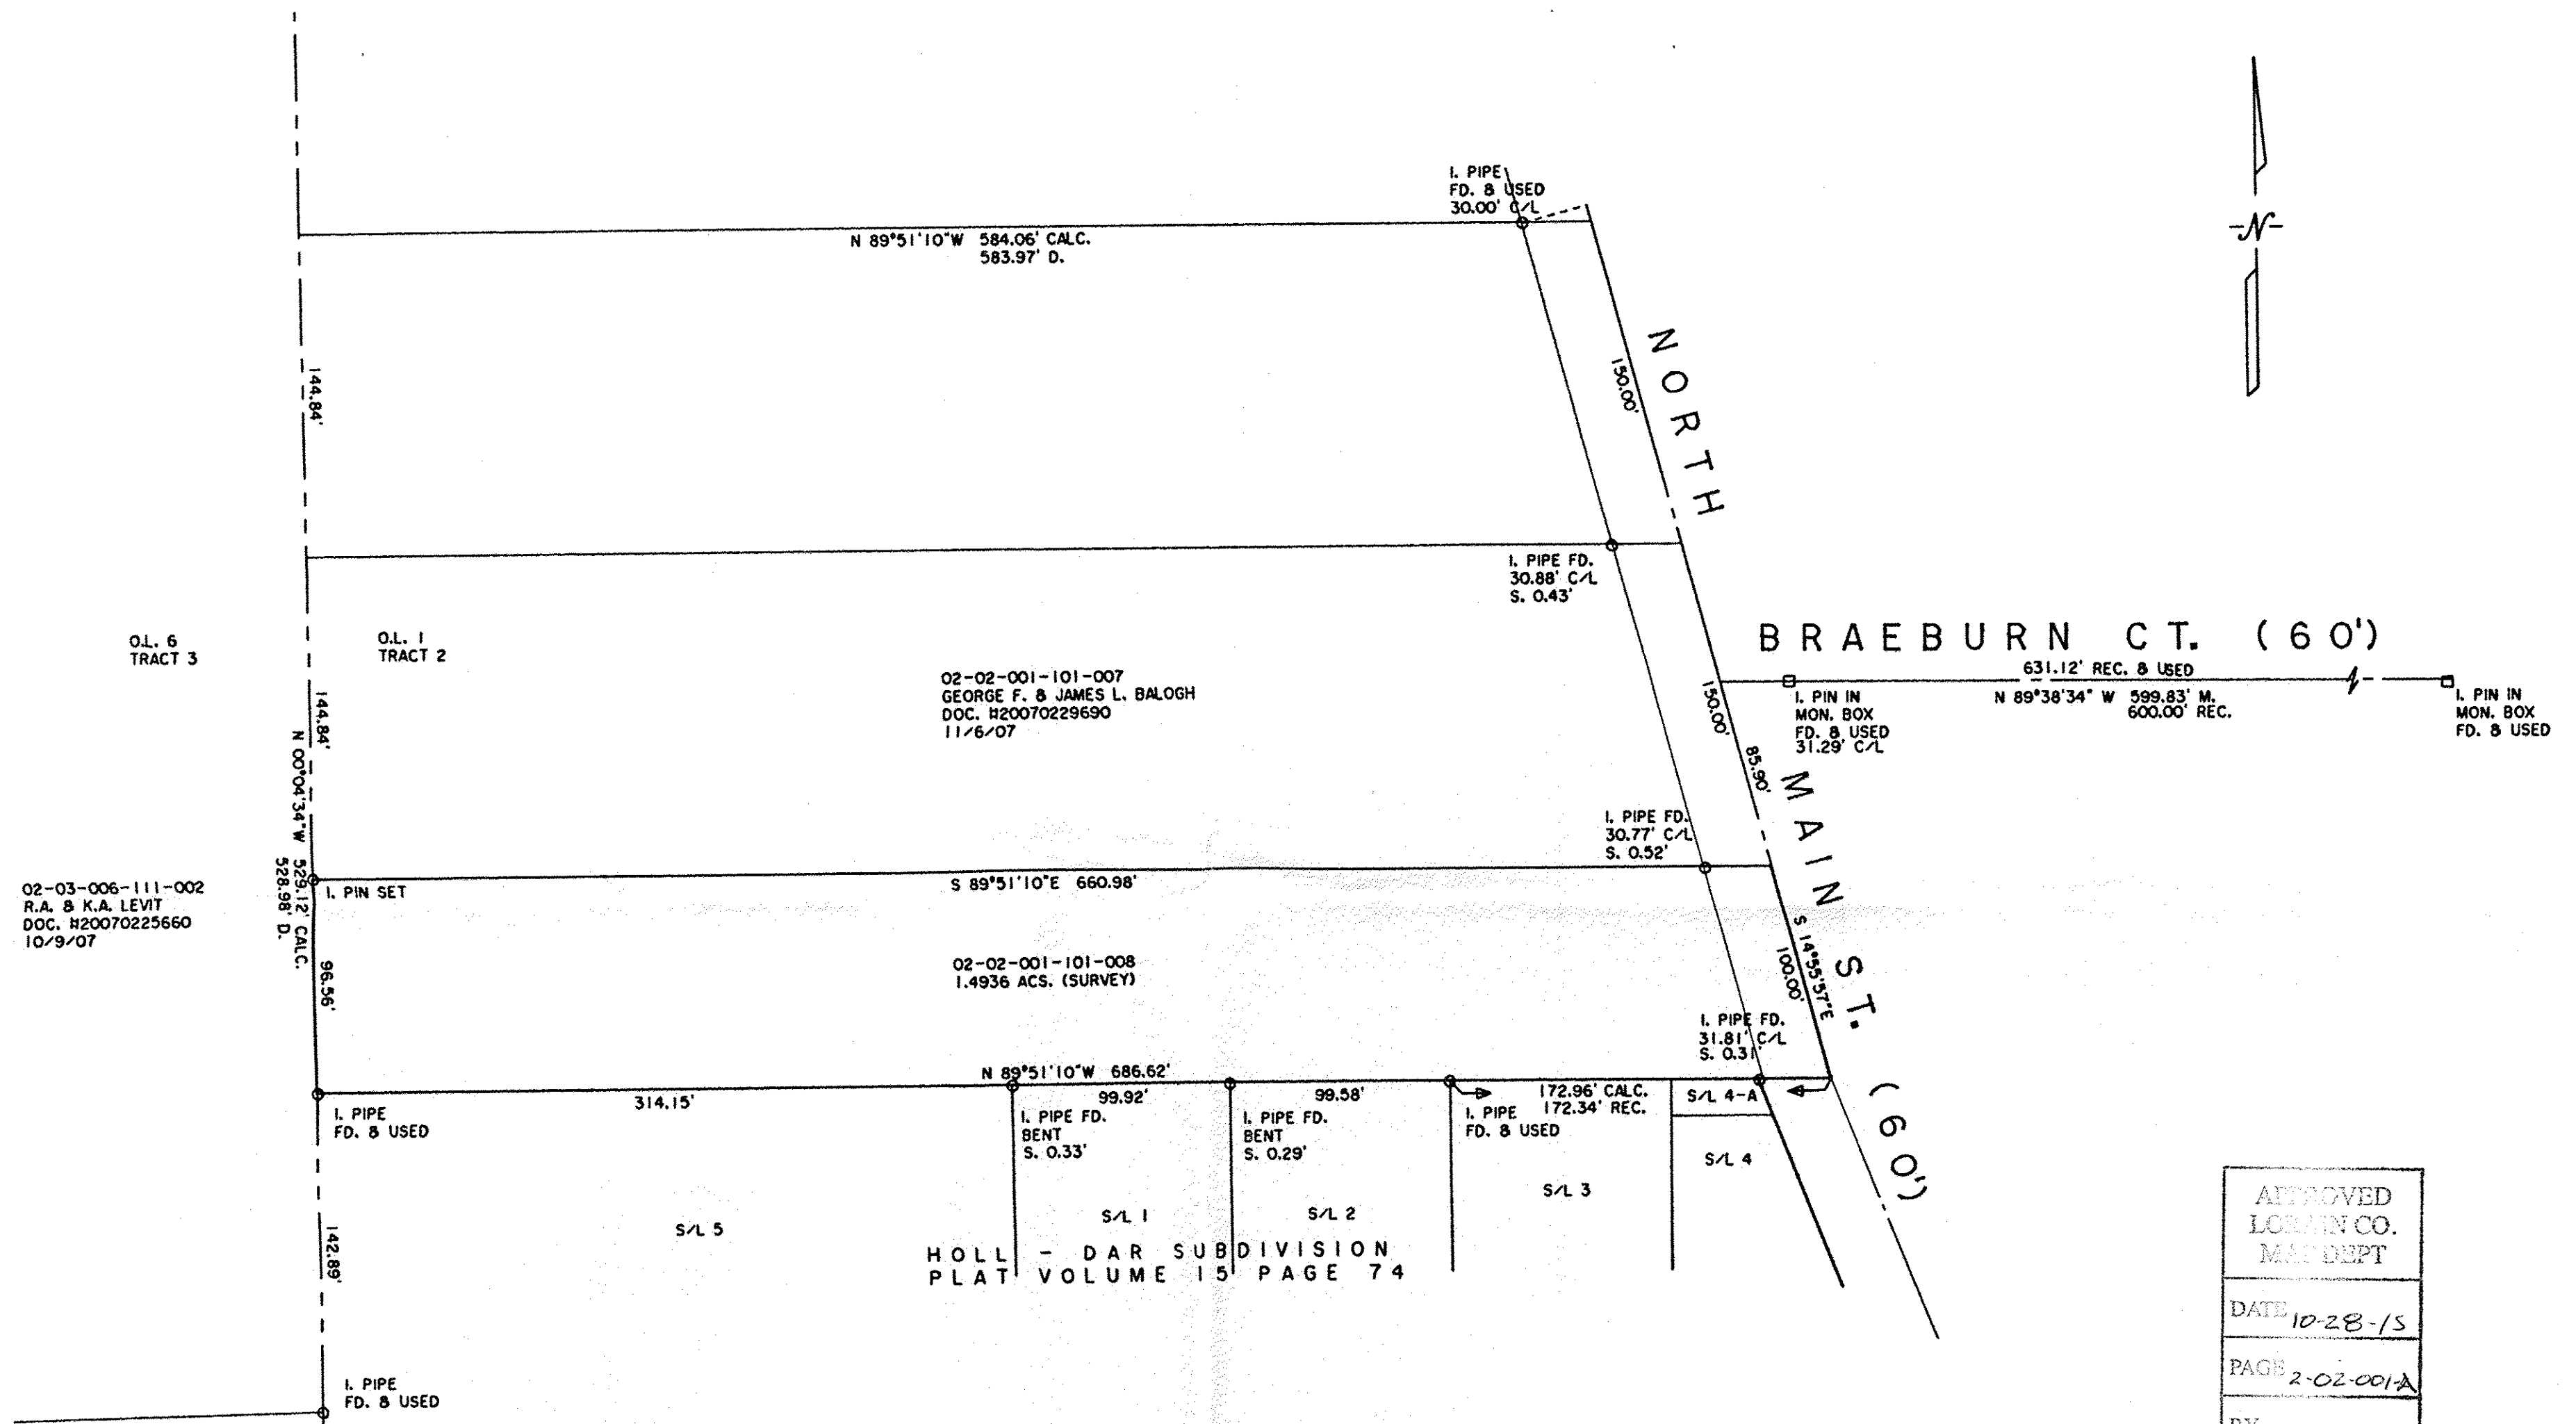 I. PIPE
FD. & USED
30.00' C/L
N 89°51'10"W 584.06' CALC.
583.97' D.
-N-
144.84'
150.00'
NORTH
I. PIPE FD.
30.88' C/L
S. 0.43'
O.L. 6
TRACT 3
O.L. 1
TRACT 2
BRAEBURN CT. (60')
631.12' REC. & USED
N 89°38'34" W 599.83' M.
600.00' REC.
I. PIN IN
MON. BOX
FD. & USED
31.29' C/L
I. PIN IN
MON. BOX
FD. & USED
02-02-001-101-007
GEORGE F. & JAMES L. BALOGH
DOC. #20070229690
11/6/07
144.84'
150.00'
85.90'
MAIN ST. (60')
N 00°04'34"W 529.12' CALC.
528.98' D.
I. PIPE FD.
30.77' C/L
S. 0.52'
02-03-006-111-002
R.A. & K.A. LEVIT
DOC. #20070225660
10/9/07
I. PIN SET
S 89°51'10"E 660.98'
S 14°55'57"E
100.00'
96.56'
02-02-001-101-008
1.4936 ACS. (SURVEY)
I. PIPE FD.
31.81' C/L
S. 0.31'
N 89°51'10"W 686.62'
314.15'
99.92'
99.58'
172.96' CALC.
172.34' REC.
S/L 4-A
I. PIPE
FD. & USED
I. PIPE FD.
BENT
S. 0.33'
I. PIPE FD.
BENT
S. 0.29'
I. PIPE
FD. & USED
S/L 4
S/L 3
S/L 5
S/L 1
S/L 2
HOLL - DAR SUBDIVISION
PLAT VOLUME 15 PAGE 74
142.89'
I. PIPE
FD. & USED
APPROVED
LORAIN CO.
MAP DEPT
DATE 10-28-15
PAGE 2-02-001-A
BY